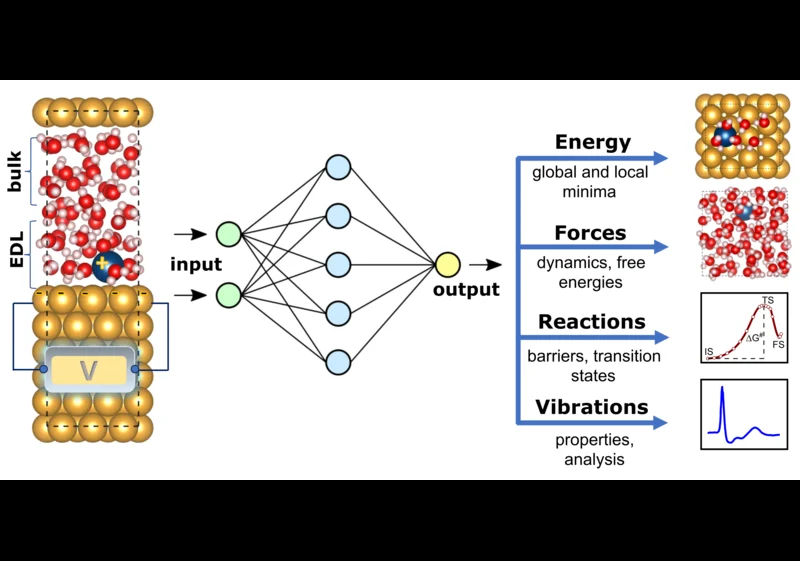 bulk
EDL
+
V
input
output
Energy
global and local
minima
Forces
dynamics, free
energies
Reactions
barriers, transition
states
Vibrations
properties,
analysis
TS
IS
FS